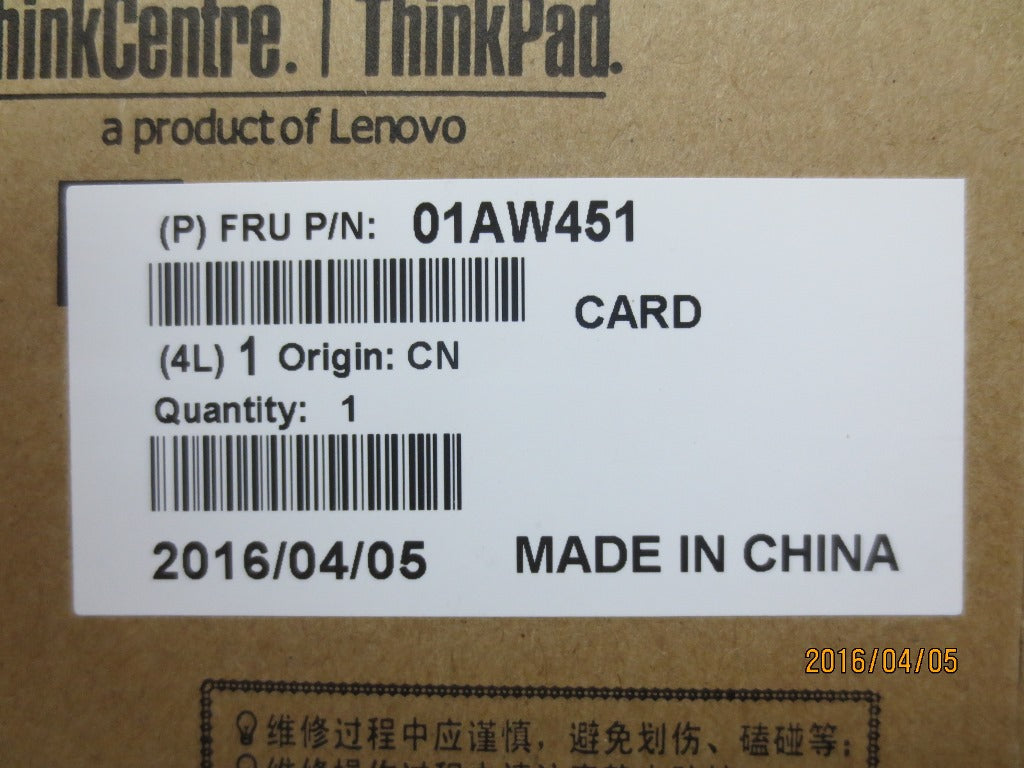 ThinkCentre. | ThinkPad.
a product of Lenovo
(P) FRU P/N: 01AW451
CARD
(4L) 1 Origin: CN
Quantity: 1
2016/04/05 MADE IN CHINA
2016/04/05
维修过程中应谨慎，避免划伤、磕碰等；